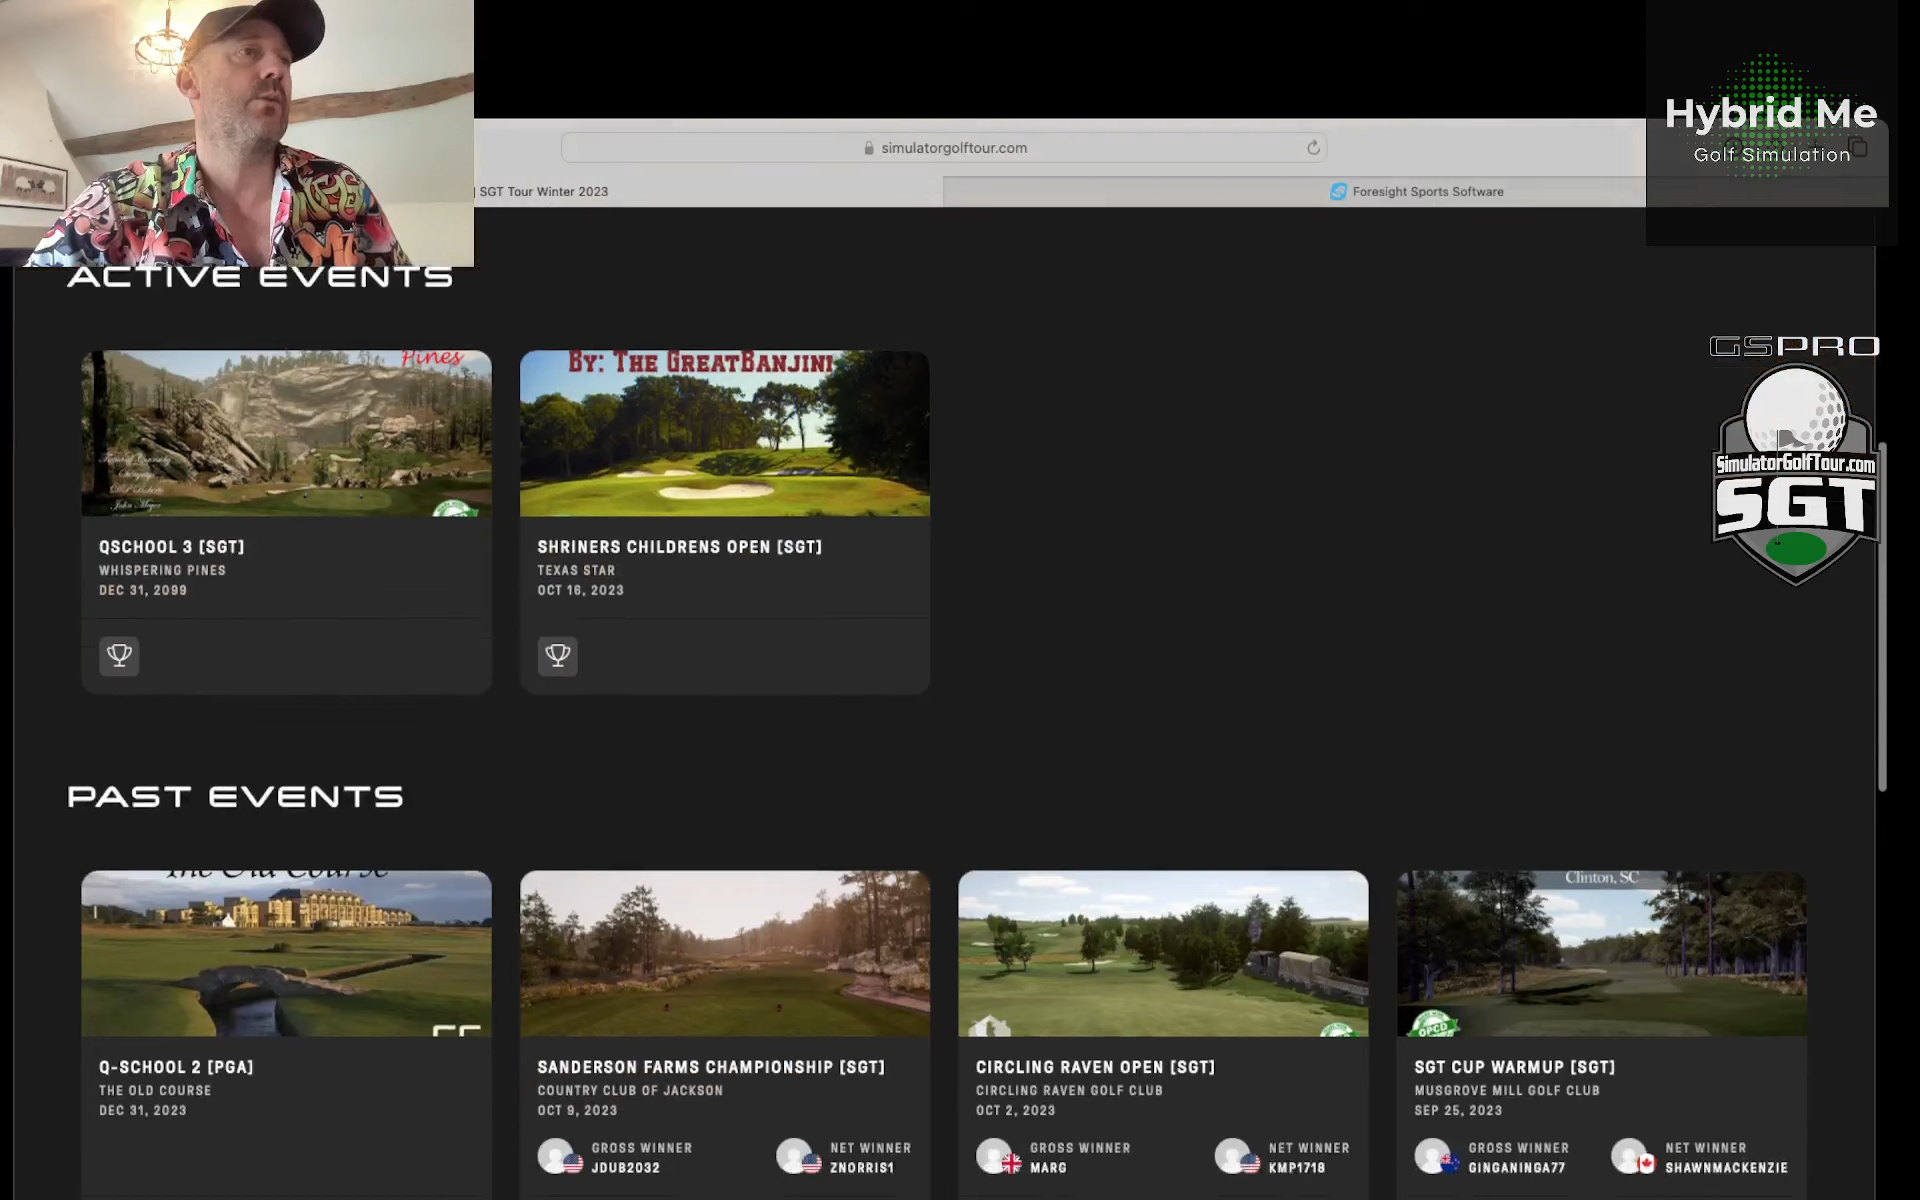 Hybrid Me
Golf Simulation
simulatorgolftour.com
SGT Tour Winter 2023
Foresight Sports Software
ACTIVE EVENTS
GSPRO
SimulatorGolfTour.com
SGT
Pines
BY: THE GREATBANJINI
QSCHOOL 3 [SGT]
WHISPERING PINES
DEC 31, 2099
SHRINERS CHILDRENS OPEN [SGT]
TEXAS STAR
OCT 16, 2023
PAST EVENTS
The Old Course
Clinton, SC
OPCD
Q-SCHOOL 2 [PGA]
THE OLD COURSE
DEC 31, 2023
SANDERSON FARMS CHAMPIONSHIP [SGT]
COUNTRY CLUB OF JACKSON
OCT 9, 2023
GROSS WINNER
JDUB2032
NET WINNER
ZNORRIS1
CIRCLING RAVEN OPEN [SGT]
CIRCLING RAVEN GOLF CLUB
OCT 2, 2023
GROSS WINNER
MARG
NET WINNER
KMP1718
SGT CUP WARMUP [SGT]
MUSGROVE MILL GOLF CLUB
SEP 25, 2023
GROSS WINNER
GINGANINGA77
NET WINNER
SHAWNMACKENZIE